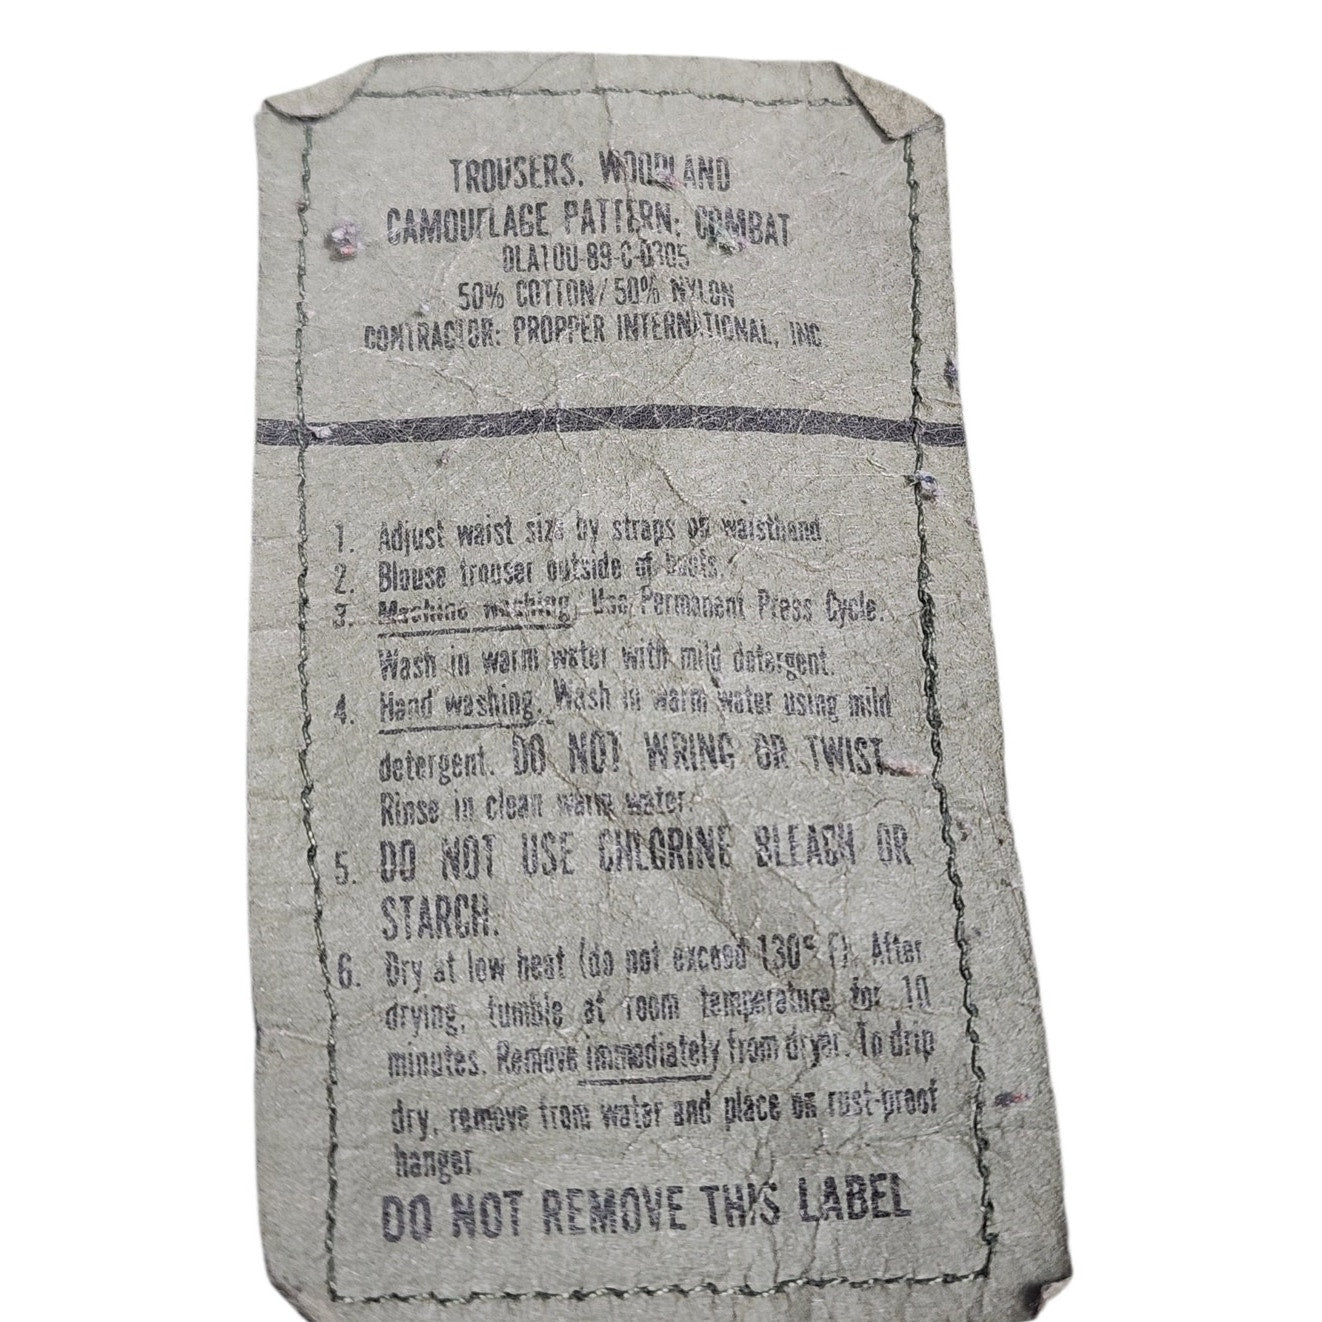 TROUSERS, WOODLAND
CAMOUFLAGE PATTERN: COMBAT
DLA100-89-C-0305
50% COTTON/50% NYLON
CONTRACTOR: PROPPER INTERNATIONAL, INC.
1. Adjust waist size by straps on waistband.
2. Blouse trouser outside of boots.
3. Machine washing. Use Permanent Press Cycle.
Wash in warm water with mild detergent.
4. Hand washing. Wash in warm water using mild
detergent. DO NOT WRING OR TWIST.
Rinse in clean warm water.
5. DO NOT USE CHLORINE BLEACH OR
STARCH.
6. Dry at low heat (do not exceed 130° F). After
drying, tumble at room temperature for 10
minutes. Remove immediately from dryer. To drip
dry, remove from water and place on rust-proof
hanger.
DO NOT REMOVE THIS LABEL